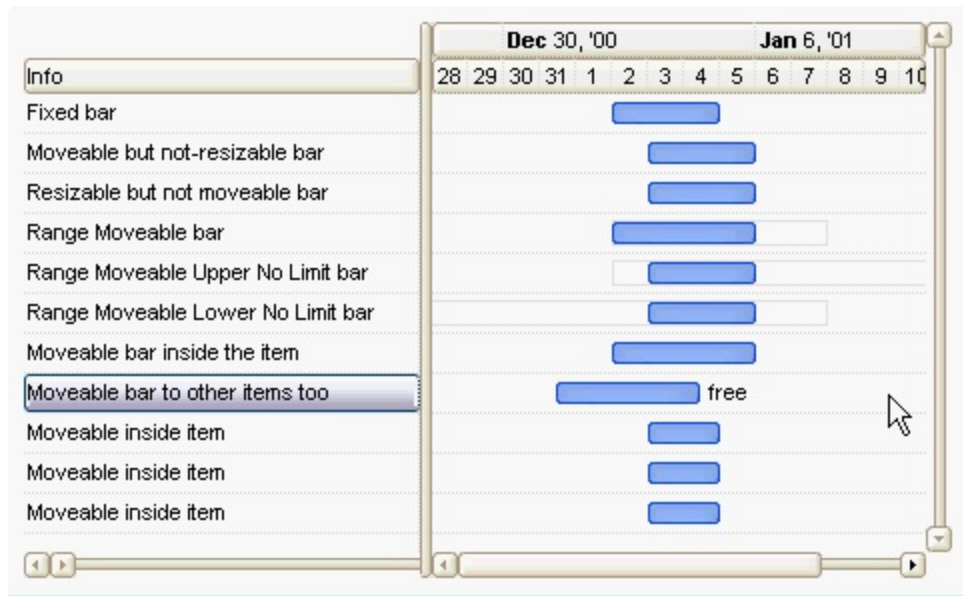 Dec 30, '00 Jan 6, '01
Info 28 29 30 31 1 2 3 4 5 6 7 8 9 10
Fixed bar
Moveable but not-resizable bar
Resizable but not moveable bar
Range Moveable bar
Range Moveable Upper No Limit bar
Range Moveable Lower No Limit bar
Moveable bar inside the item
Moveable bar to other items too free
Moveable inside item
Moveable inside item
Moveable inside item